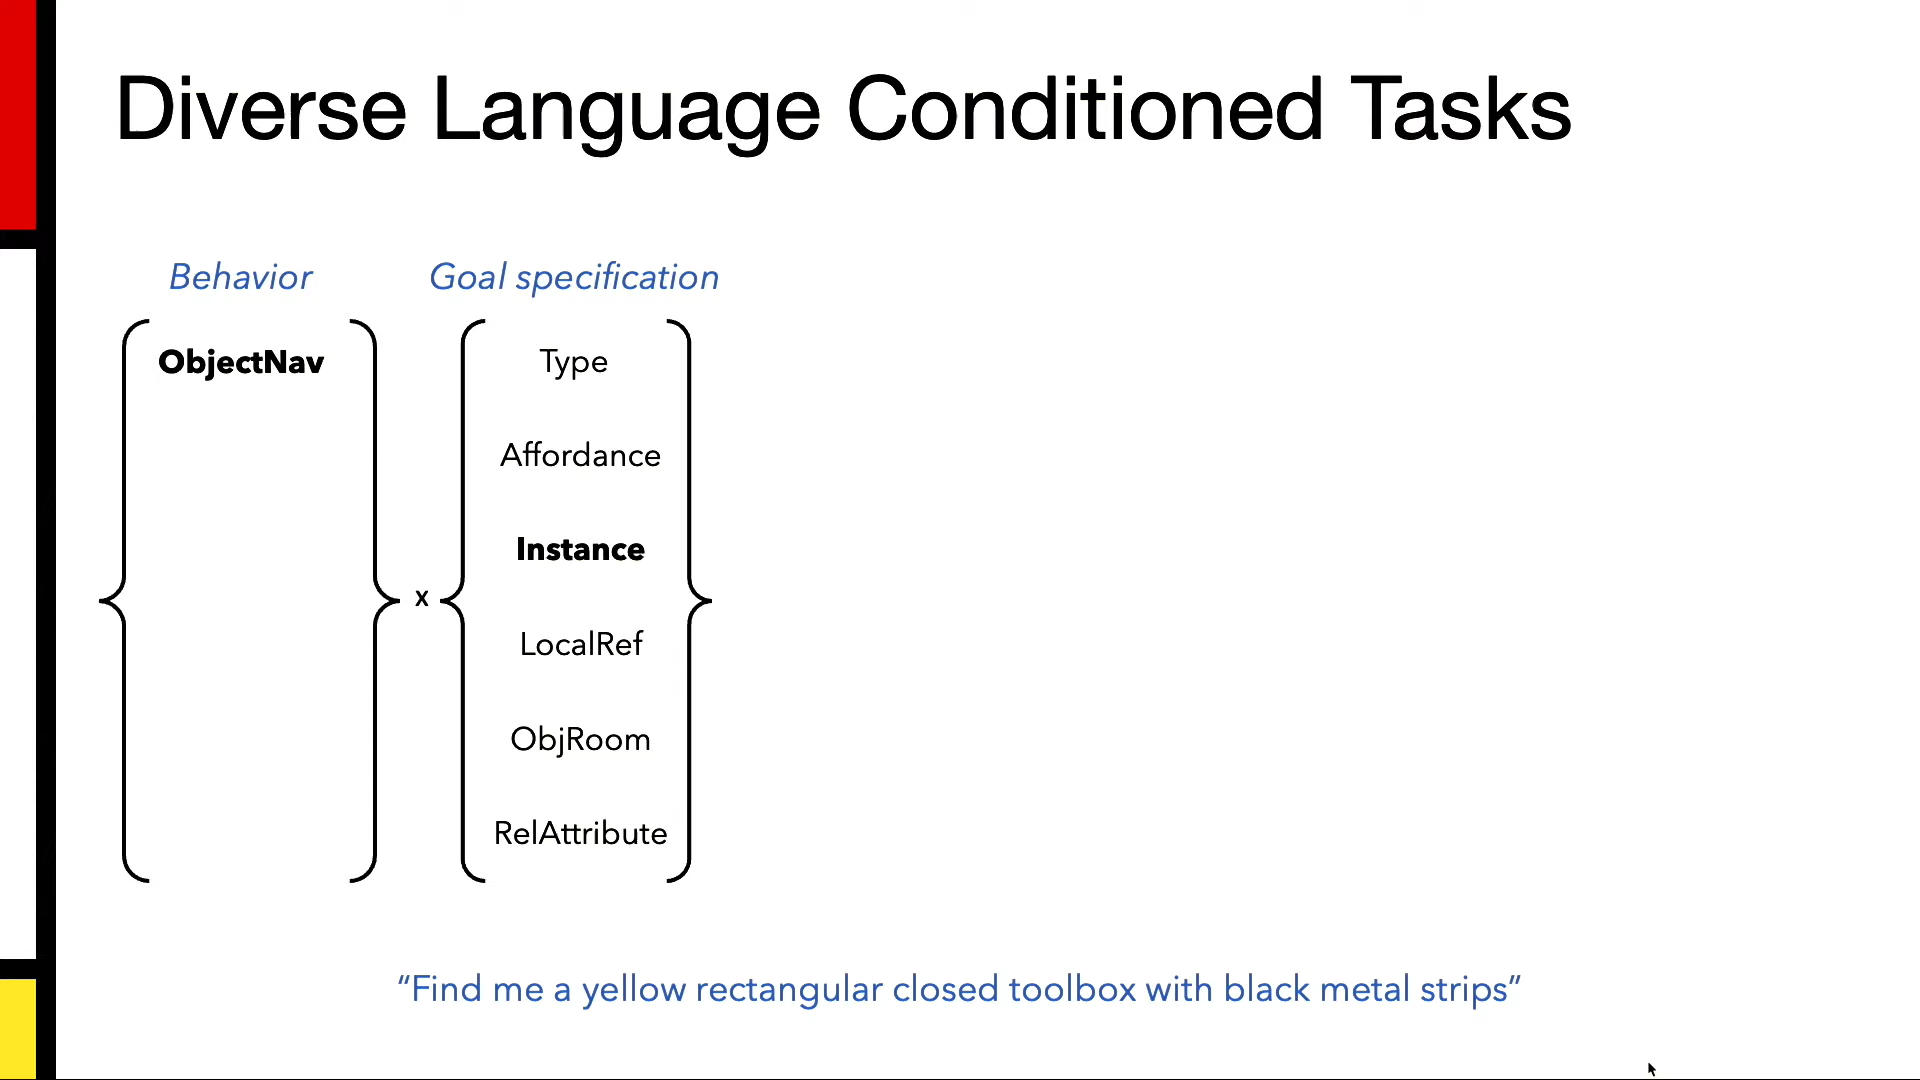 Diverse Language Conditioned Tasks
Behavior
Goal specification
ObjectNav
x
Type
Affordance
Instance
LocalRef
ObjRoom
RelAttribute
“Find me a yellow rectangular closed toolbox with black metal strips”